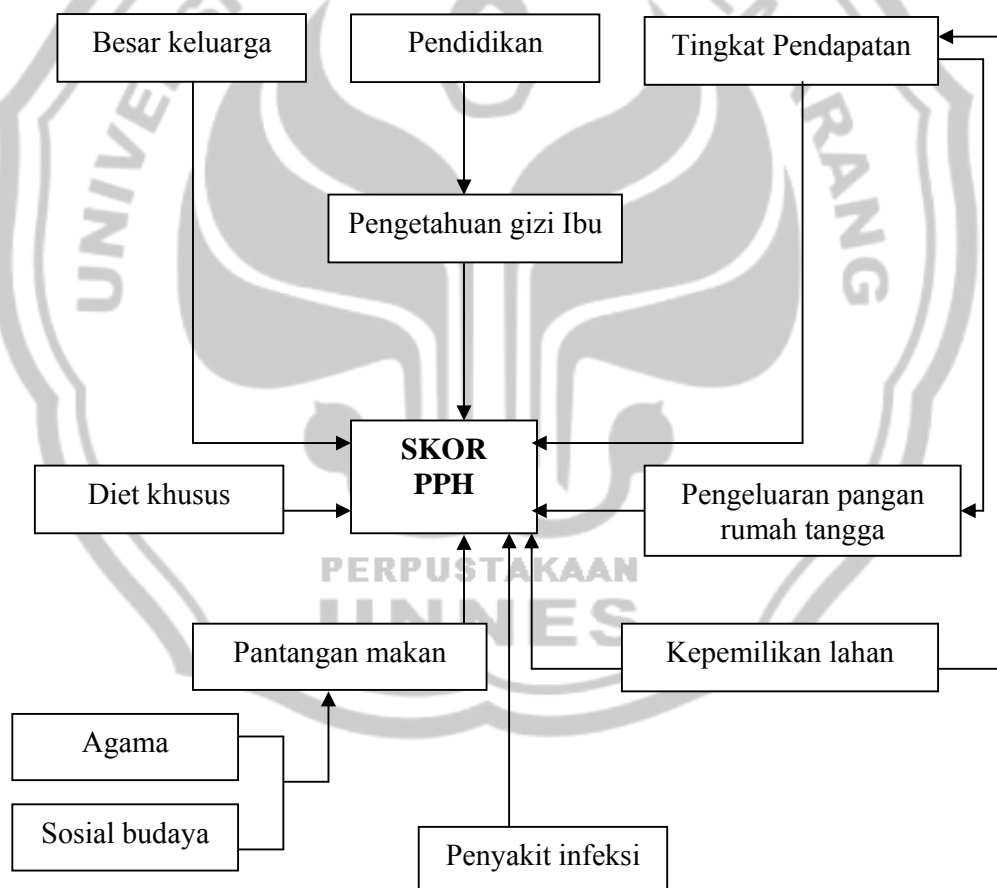 Besar keluarga
Pendidikan
Tingkat Pendapatan
Pengetahuan gizi Ibu
SKOR
PPH
Diet khusus
Pengeluaran pangan
rumah tangga
PERPUSTAKAAN
UNNES
Pantangan makan
Kepemilikan lahan
Agama
Sosial budaya
Penyakit infeksi